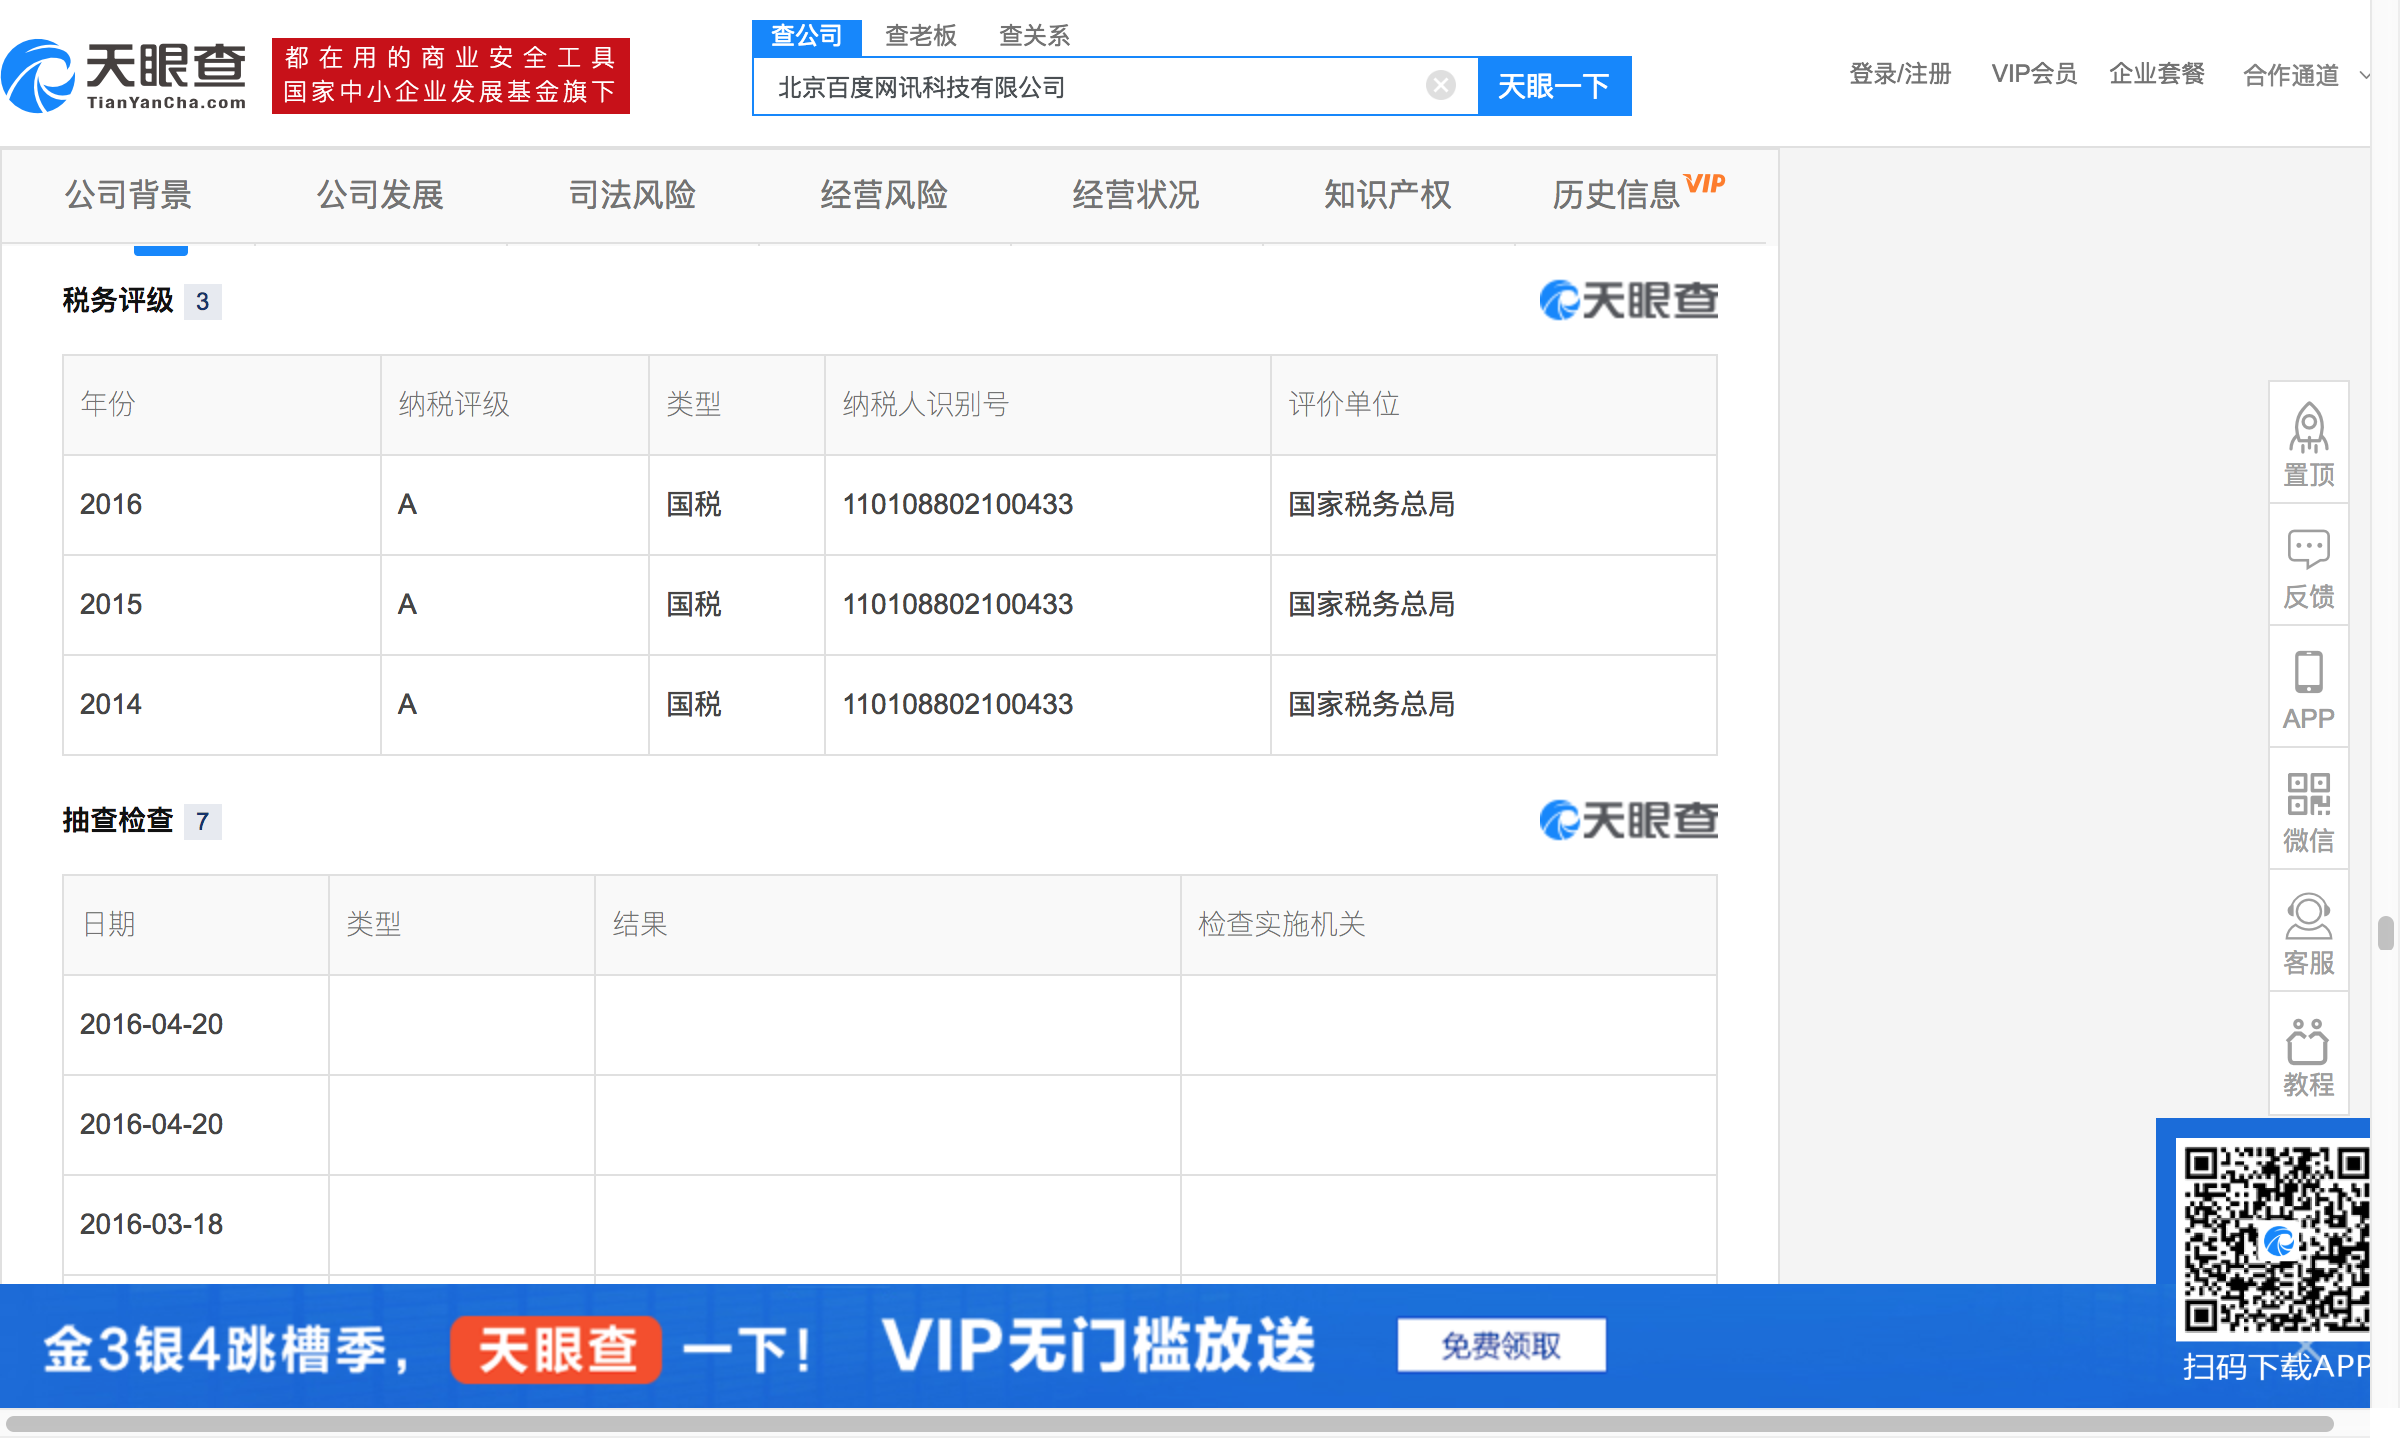 天眼查
TianYanCha.com
都在用的商业安全工具
国家中小企业发展基金旗下
查公司 查老板 查关系
北京百度网讯科技有限公司 天眼一下
登录/注册 VIP会员 企业套餐 合作通道
公司背景 公司发展 司法风险 经营风险 经营状况 知识产权 历史信息 VIP
税务评级 3 天眼查
年份 纳税评级 类型 纳税人识别号 评价单位
2016 A 国税 110108802100433 国家税务总局
2015 A 国税 110108802100433 国家税务总局
2014 A 国税 110108802100433 国家税务总局
抽查检查 7 天眼查
日期 类型 结果 检查实施机关
2016-04-20
2016-04-20
2016-03-18
置顶
反馈
APP
微信
客服
教程
金3银4跳槽季， 天眼查 一下！ VIP无门槛放送 免费领取
扫码下载APP